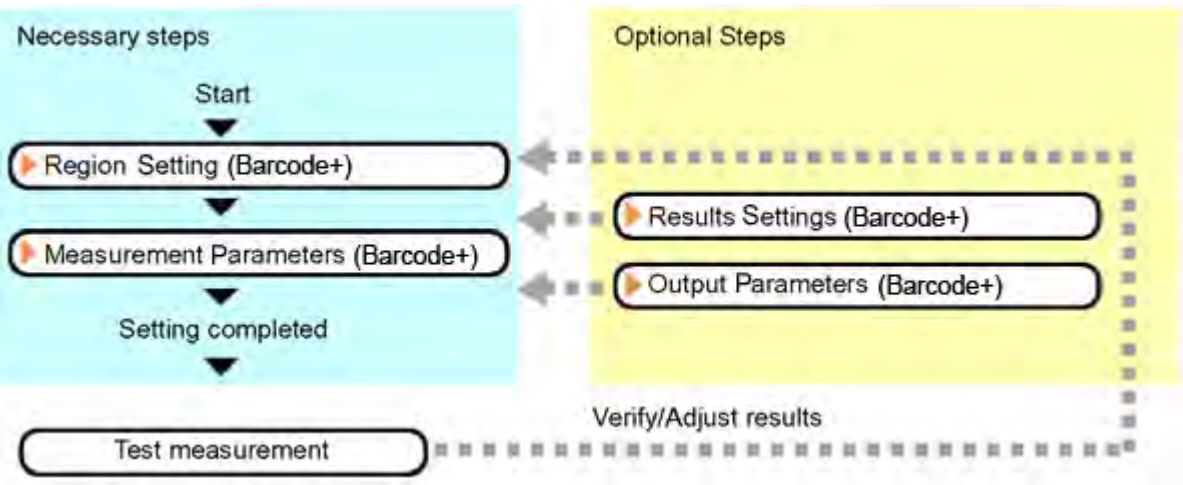 Necessary steps
Start
Region Setting (Barcode+)
Measurement Parameters (Barcode+)
Setting completed
Test measurement
Optional Steps
Results Settings (Barcode+)
Output Parameters (Barcode+)
Verify/Adjust results